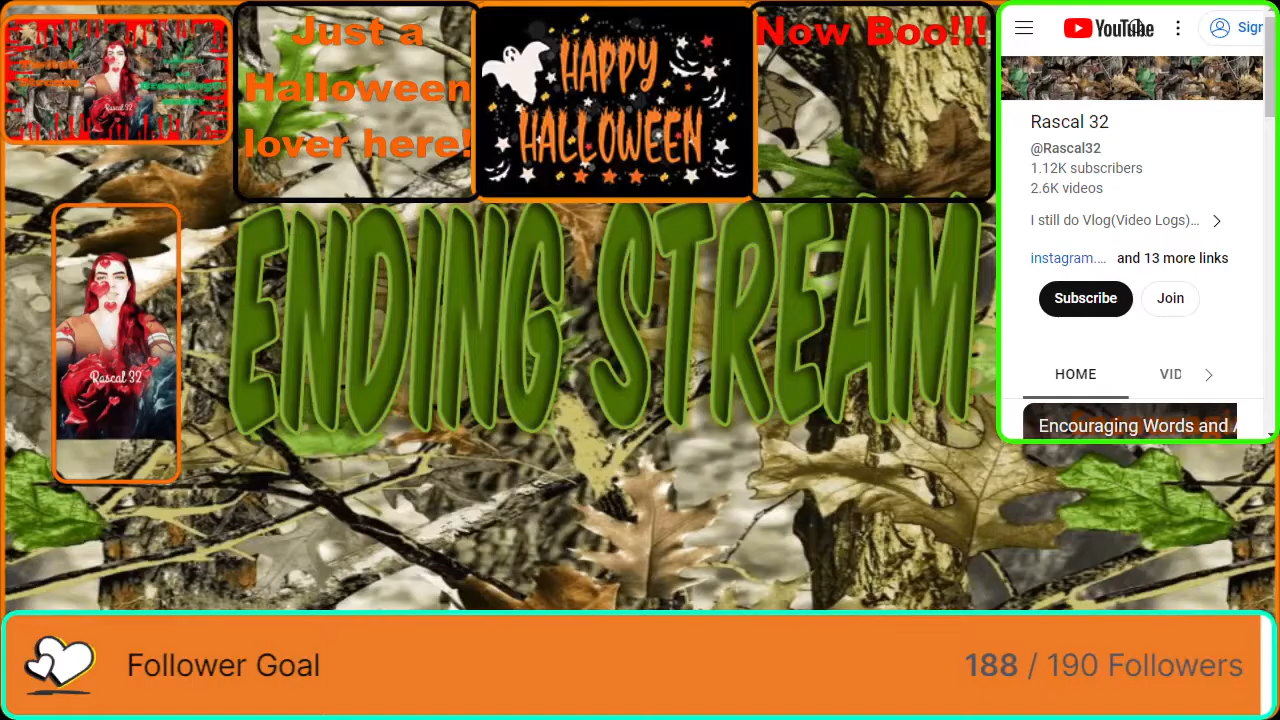 Just a
Halloween
lover here!
HAPPY
HALLOWEEN
Now Boo!!!
Rascal 32
Rascal 32
ENDING STREAM
YouTube
Sign
Rascal 32
@Rascal32
1.12K subscribers
2.6K videos
I still do Vlog(Video Logs)...
instagram.... and 13 more links
Subscribe
Join
HOME
VID
Encouraging Words and
Follower Goal
188 / 190 Followers